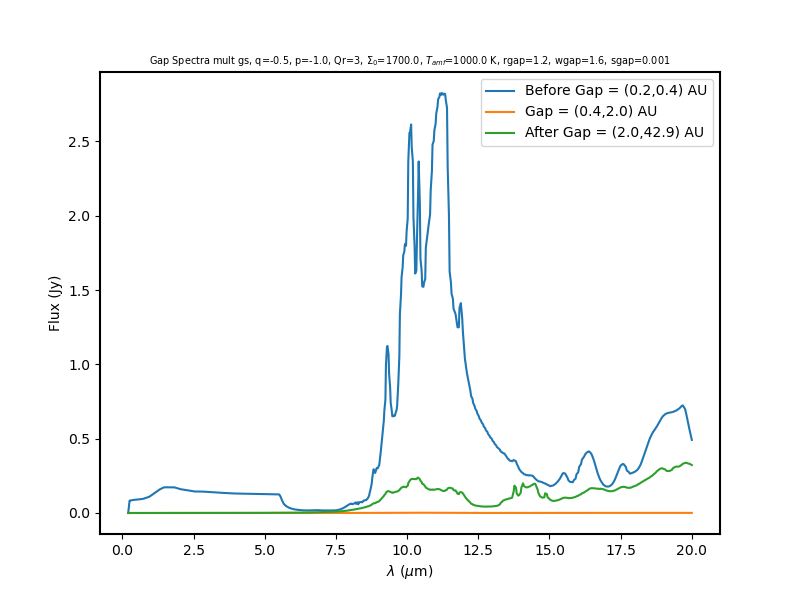 Gap Spectra mult gs, q=-0.5, p=-1.0, Qr=3, Σ₀=1700.0, T_amf=1000.0 K, rgap=1.2, wgap=1.6, sgap=0.001
Before Gap = (0.2,0.4) AU
Gap = (0.4,2.0) AU
After Gap = (2.0,42.9) AU
Flux (Jy)
2.5
2.0
1.5
1.0
0.5
0.0
0.0 2.5 5.0 7.5 10.0 12.5 15.0 17.5 20.0
λ (μm)